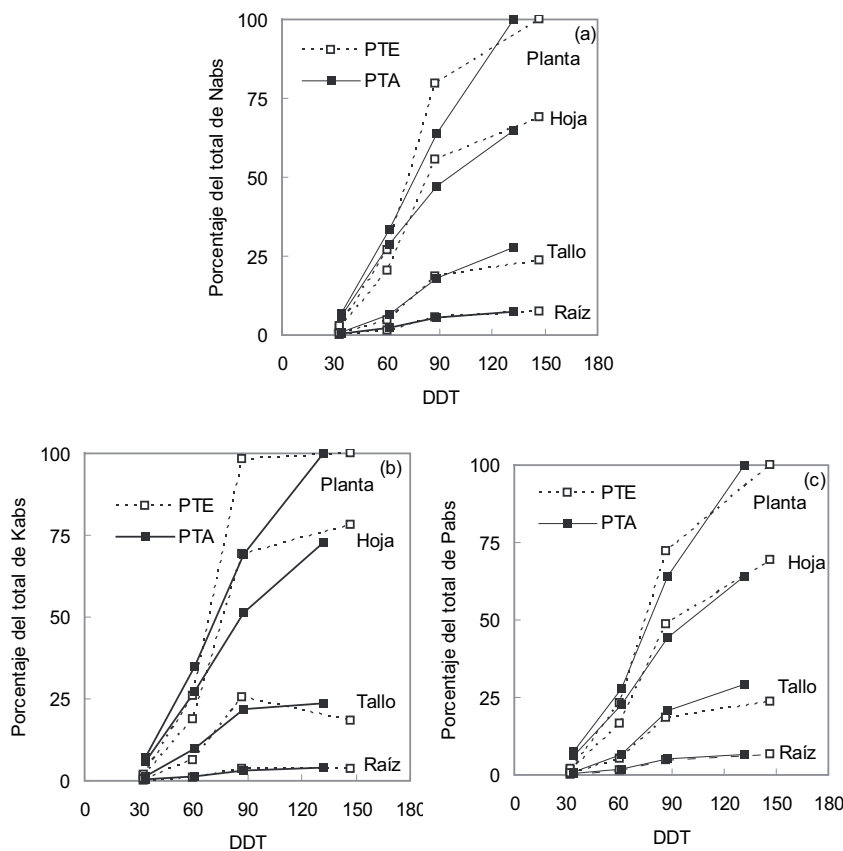 Porcentaje del total de Nabs
100
75
50
25
0
0 30 60 90 120 150 180
DDT
PTE
PTA
(a)
Planta
Hoja
Tallo
Raíz
Porcentaje del total de Kabs
100
75
50
25
0
0 30 60 90 120 150 180
DDT
PTE
PTA
(b)
Planta
Hoja
Tallo
Raíz
Porcentaje del total de Pabs
100
75
50
25
0
0 30 60 90 120 150 180
DDT
PTE
PTA
(c)
Planta
Hoja
Tallo
Raíz